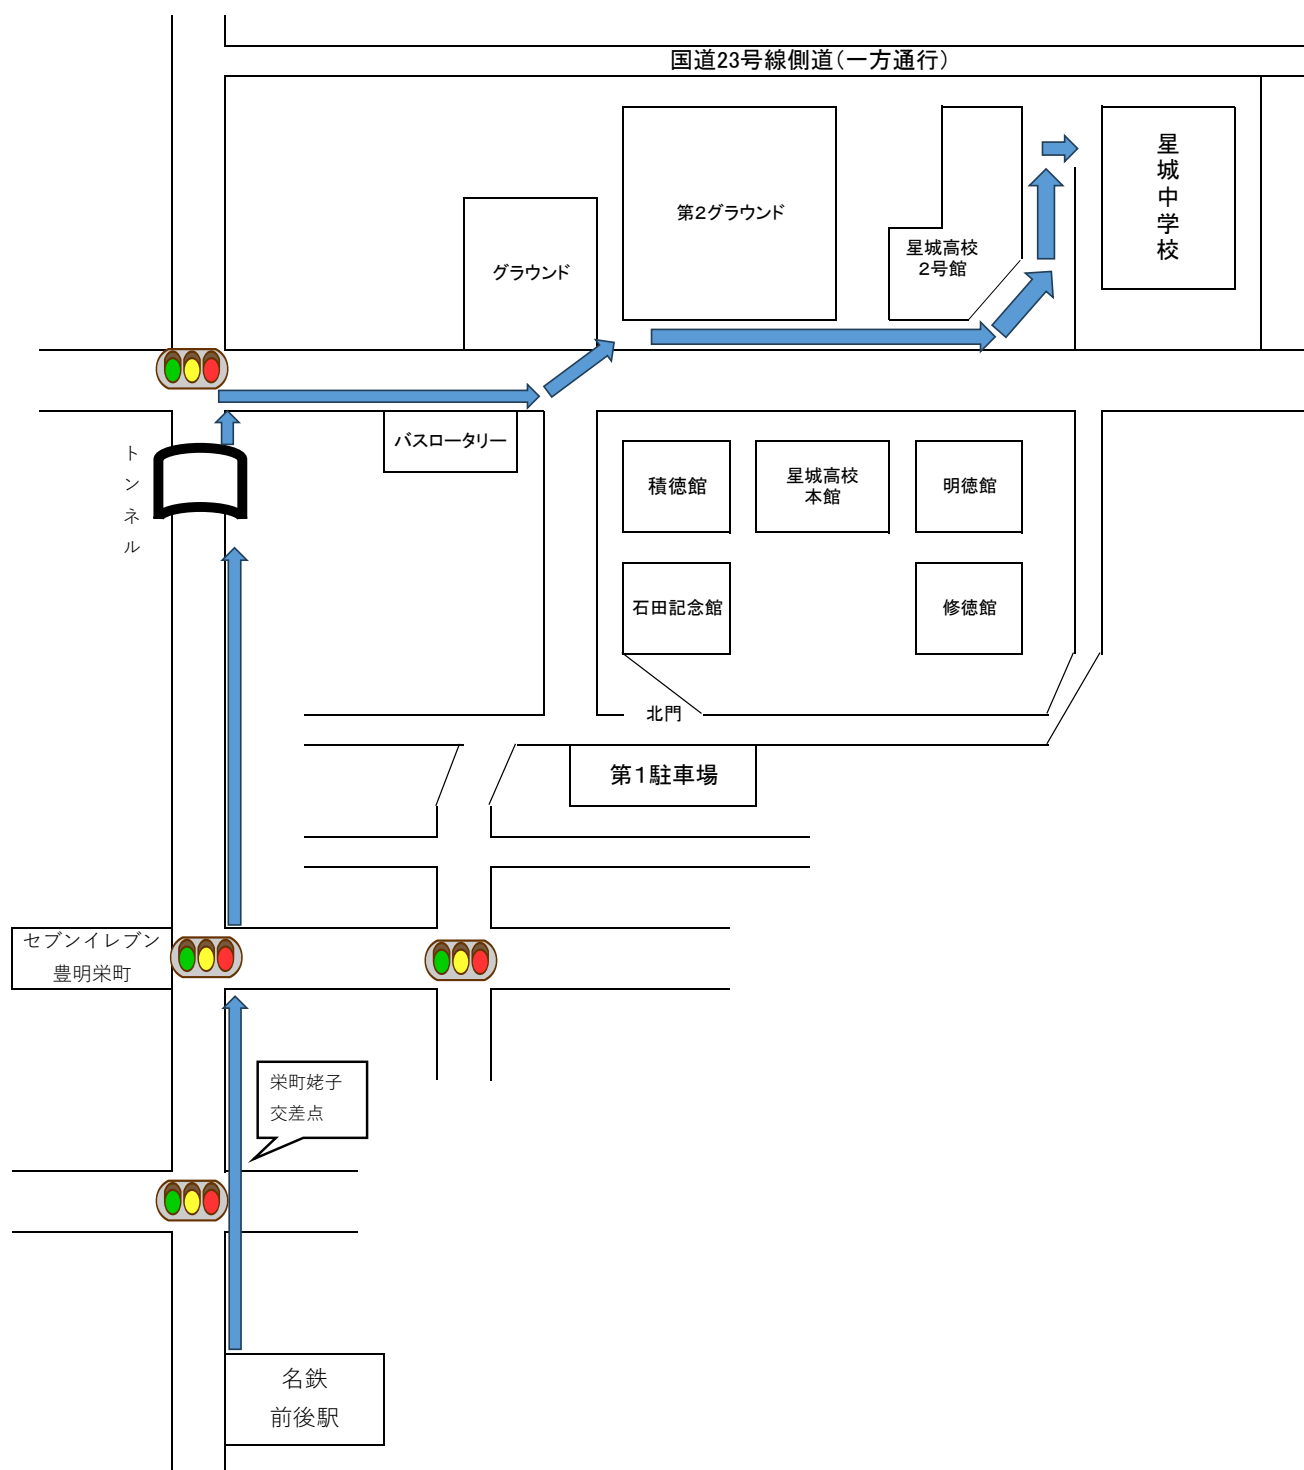 国道23号線側道（一方通行）
星城中学校
第２グラウンド
星城高校
２号館
グラウンド
バスロータリー
トンネル
積徳館
星城高校
本館
明徳館
石田記念館
修徳館
北門
第１駐車場
セブンイレブン
豊明栄町
栄町姥子
交差点
名鉄
前後駅